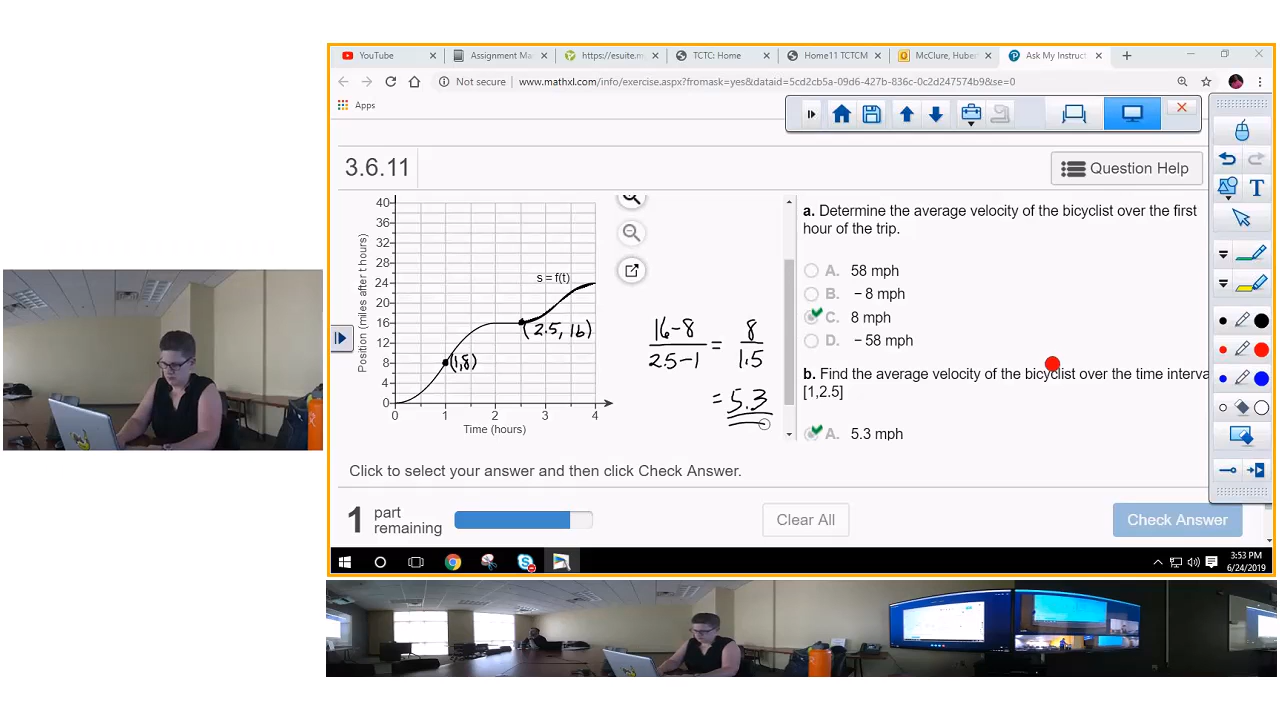 YouTube
Assignment Ma
https://esuite.m
TCTC: Home
Home11 TCTCM
McClure, Huber
Ask My Instruct
Not secure
www.mathxl.com/info/exercise.aspx?fromask=yes&dataid=5cd2cb5a-09d6-427b-836c-0c2d247574b9&se=0
Apps
3.6.11
Question Help
Position (miles after t hours)
40
36
32
28
24
20
16
12
8
4
0
s = f(t)
(2.5, 16)
(1,8)
0 1 2 3 4
Time (hours)
16-8 / 2.5-1 = 8 / 1.5
= 5.3
a. Determine the average velocity of the bicyclist over the first
hour of the trip.
A. 58 mph
B. −8 mph
C. 8 mph
D. −58 mph
b. Find the average velocity of the bicyclist over the time interva
[1,2.5]
A. 5.3 mph
T
Click to select your answer and then click Check Answer.
1 part
remaining
Clear All
Check Answer
3:53 PM
6/24/2019